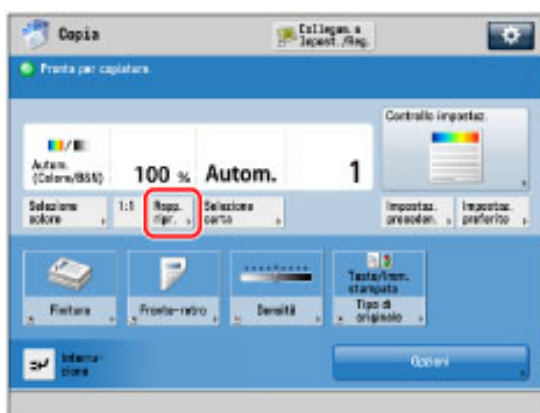 Copia
Collegam. a
Impost./Reg.
Pronta per copiatura.
Controllo impostaz.
Autom.
(Colore/B&N)
100 %
Autom.
1
Selezione
colore
1:1
Rapp.
ripr.
Selezione
carta
Impostaz.
preceden.
Impostaz.
preferite
Finitura
Fronte-retro
Densità
Testo/Imm.
stampata
Tipo di
originale
Interru-
zione
Opzioni